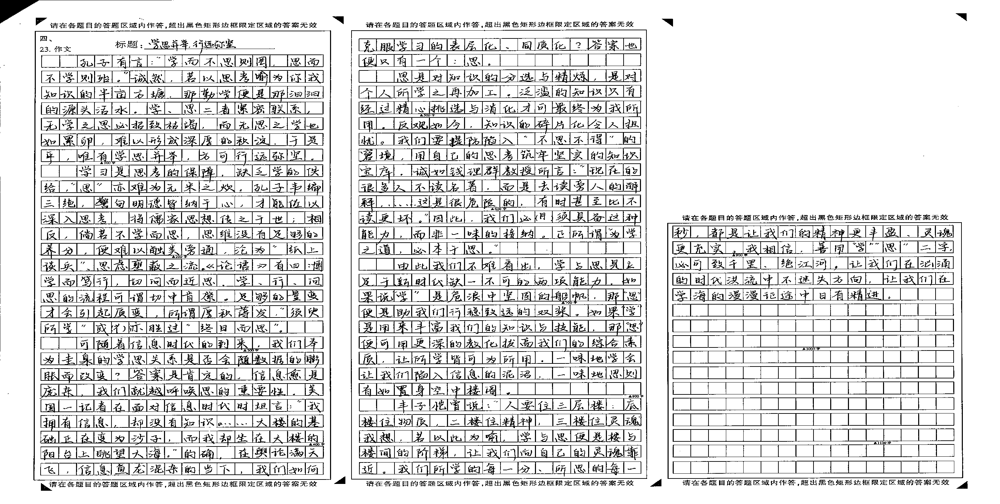 请在各题目的答题区域内作答,超出黑色矩形边框限定区域的答案无效
四、
标题：学思并举，行远弥坚
23. 作文
孔子有言："学而不思则罔，思而
不学则殆。"诚然，若以思考喻为你我
知识的半亩方塘，那勤学便是那汩汩
的源头活水。学、思二者紧密联系，
无学之思必招致枯竭，而无思之学也
如累卵，难以形成深厚的积淀。于是
乎，唯有学思并举，方可行远弥坚。
▲100字
学习是思考的保障，缺乏学的供
给，"思"亦难为无米之炊。孔子韦编
三绝，警句明德皆纳于心，才能佐以
深入思考，将儒家思想传之于世；相
反，倘若不学而思，思维没有足够的
养分，便难以触类旁通，沦为"纸上
▲200字
谈兵"、思虑壅蔽之流。《论语》有曰：博
学而笃行，切问而近思。学、行、问
思的流程可谓切中肯綮。足够的量变
才会引起质变，所谓厚积薄发，"须臾
所学"或(才)亦胜过"终日而思"。
可随着信息时代的到来，我们奉
▲300字
为圭臬的学思关系是否会随数据的膨
胀而改变？答案是肯定的，信息愈是
庞杂，我们就越呼唤思的重要性。美
国一记者在面对信息时代时坦言："我
拥有信息，却没有知识。……大楼的基
础正在变为沙子，而我却坐在大楼的
▲400字
阳台上眺望大海。"的确，在舆论满天
飞，信息鱼龙混杂的当下，我们如何
请在各题目的答题区域内作答,超出黑色矩形边框限定区域的答案无效
请在各题目的答题区域内作答,超出黑色矩形边框限定区域的答案无效
克服学习的表层化、同质化？答案也
便只有一个：思。
思是对知识的分选与精炼，是对
个人所学之再加工。泛滥的知识只有
经过精心挑选与消化才可最终为我所
▲500字
用。反观如今，知识的碎片化令人担
忧。我们要提防陷入"不思不得"的
窘境，用自己的思考筑牢坚实的知识
宝库。诚如钱理群教授所言："现在的
很多人不读名著，而是去读旁人的解
释，……这是很危险的，有时甚至比不
▲600字
读更坏。"因此，我们必(月)须具备这种
能力，而非一味的接纳。正所谓"为学
之道，必本于思。"
由此我们不难看出，学与思是立
足于新时代缺一不可的两项能力。如
果说"学"是危浪中坚固的船帆，那"思"
▲700字
便是助我们行稳致远的双桨。如果"学"
是用来丰富我们的知识与技能，那"思"
便可用更深的教化拔高我们的综合素
质，让所学皆可为所用。一味地学会
让我们陷入信息的泥沼，一味地思则
有如置身空中楼阁。
▲800字
丰子恺曾说："人要住三层楼：底
楼住物质，二楼住精神，三楼住灵魂"
我想，若以此为喻，学与思便是楼与
楼间的阶梯，让我们向自己的灵魂靠
近。我们所学的每一分、所思的每一
请在各题目的答题区域内作答,超出黑色矩形边框限定区域的答案无效
请在各题目的答题区域内作答,超出黑色矩形边框限定区域的答案无效
秒，都是让我们的精神更丰盈、灵魂
更充实。我相信，善用"学""思"二字，
▲900字
必可致千里、绝江河，让我们在汹涌
的时代洪流中不迷失方向，让我们在
学海的漫漫征途中日有精进。
▲1000字
▲1100字
请在各题目的答题区域内作答,超出黑色矩形边框限定区域的答案无效